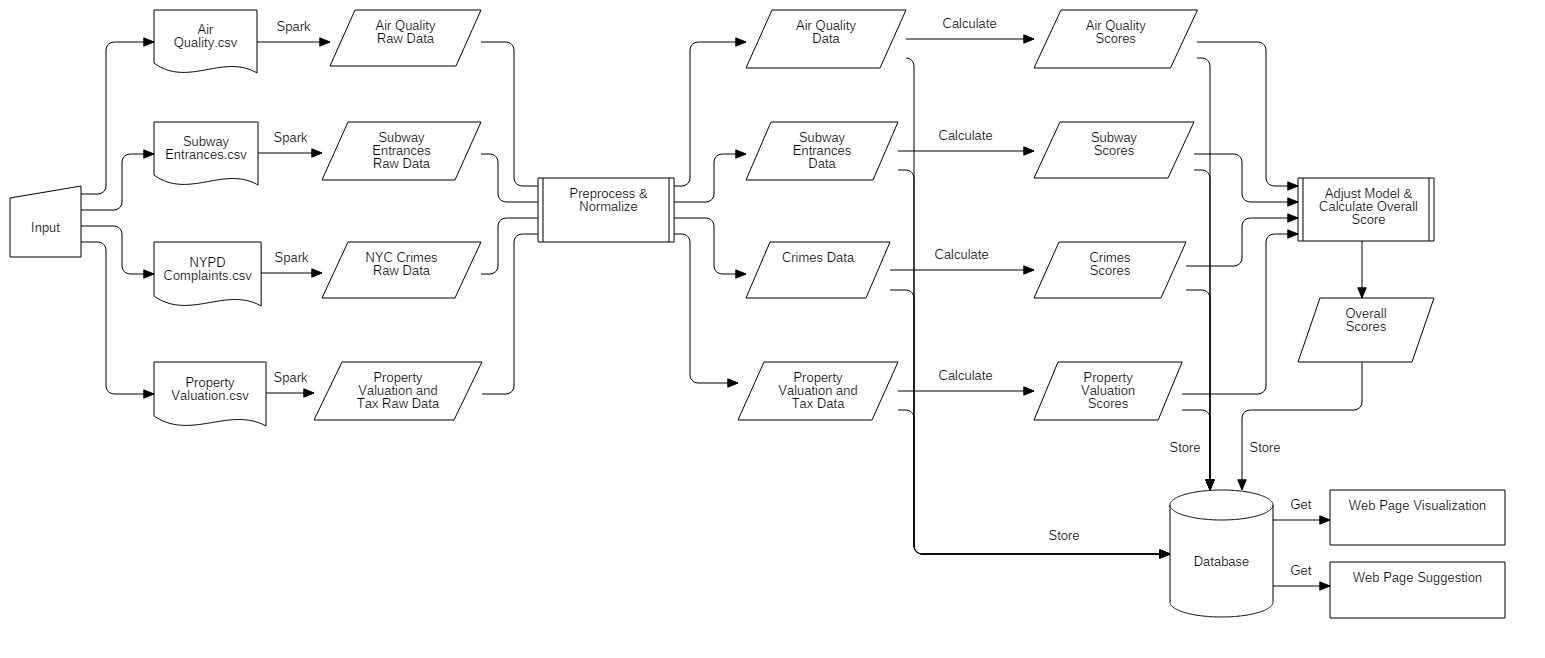 Air
Quality.csv
Spark
Air Quality
Raw Data
Air Quality
Data
Calculate
Air Quality
Scores
Subway
Entrances.csv
Spark
Subway
Entrances
Raw Data
Subway
Entrances
Data
Calculate
Subway
Scores
Input
Preprocess &
Normalize
Adjust Model &
Calculate Overall
Score
NYPD
Complaints.csv
Spark
NYC Crimes
Raw Data
Crimes Data
Calculate
Crimes
Scores
Overall
Scores
Property
Valuation.csv
Spark
Property
Valuation and
Tax Raw Data
Property
Valuation and
Tax Data
Calculate
Property
Valuation
Scores
Store
Store
Store
Database
Get
Web Page Visualization
Get
Web Page Suggestion